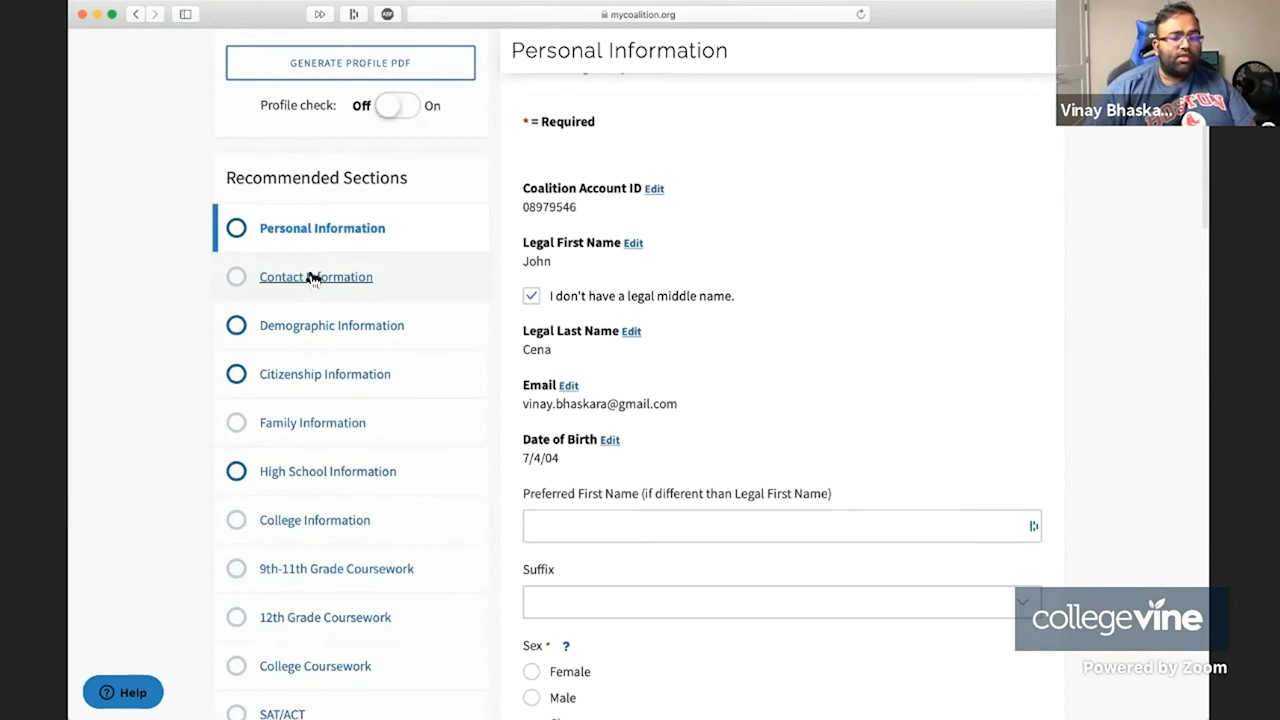 mycoalition.org
GENERATE PROFILE PDF
Profile check: Off On
Recommended Sections
Personal Information
Contact Information
Demographic Information
Citizenship Information
Family Information
High School Information
College Information
9th-11th Grade Coursework
12th Grade Coursework
College Coursework
SAT/ACT
Help
Personal Information
* = Required
Coalition Account ID Edit
08979546
Legal First Name Edit
John
I don't have a legal middle name.
Legal Last Name Edit
Cena
Email Edit
vinay.bhaskara@gmail.com
Date of Birth Edit
7/4/04
Preferred First Name (if different than Legal First Name)
Suffix
Sex * ?
Female
Male
Vinay Bhaska...
BOSTON
collegevine
Powered by Zoom